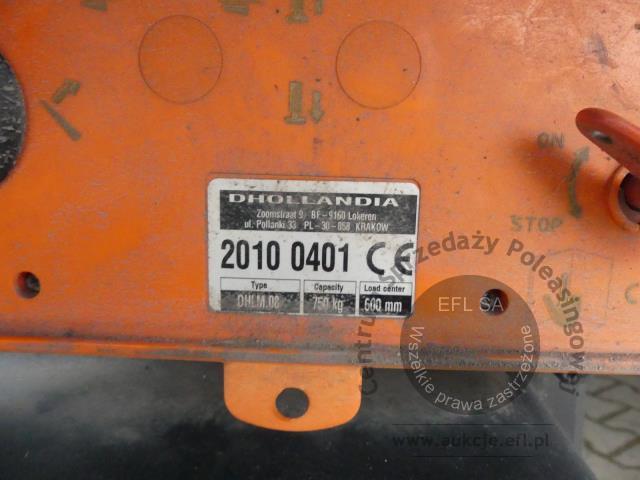 ON
STOP
DHOLLANDIA
Zoomstraat 9 BE-9160 Lokeren
ul. Pollanki 33 PL-30-858 KRAKOW
2010 0401 CE
Type Capacity Load center
DHLM.08 750 kg 600 mm
Centrum Sprzedaży Poleasingowej
EFL SA
Wszelkie prawa zastrzeżone
www.aukcje.efl.pl